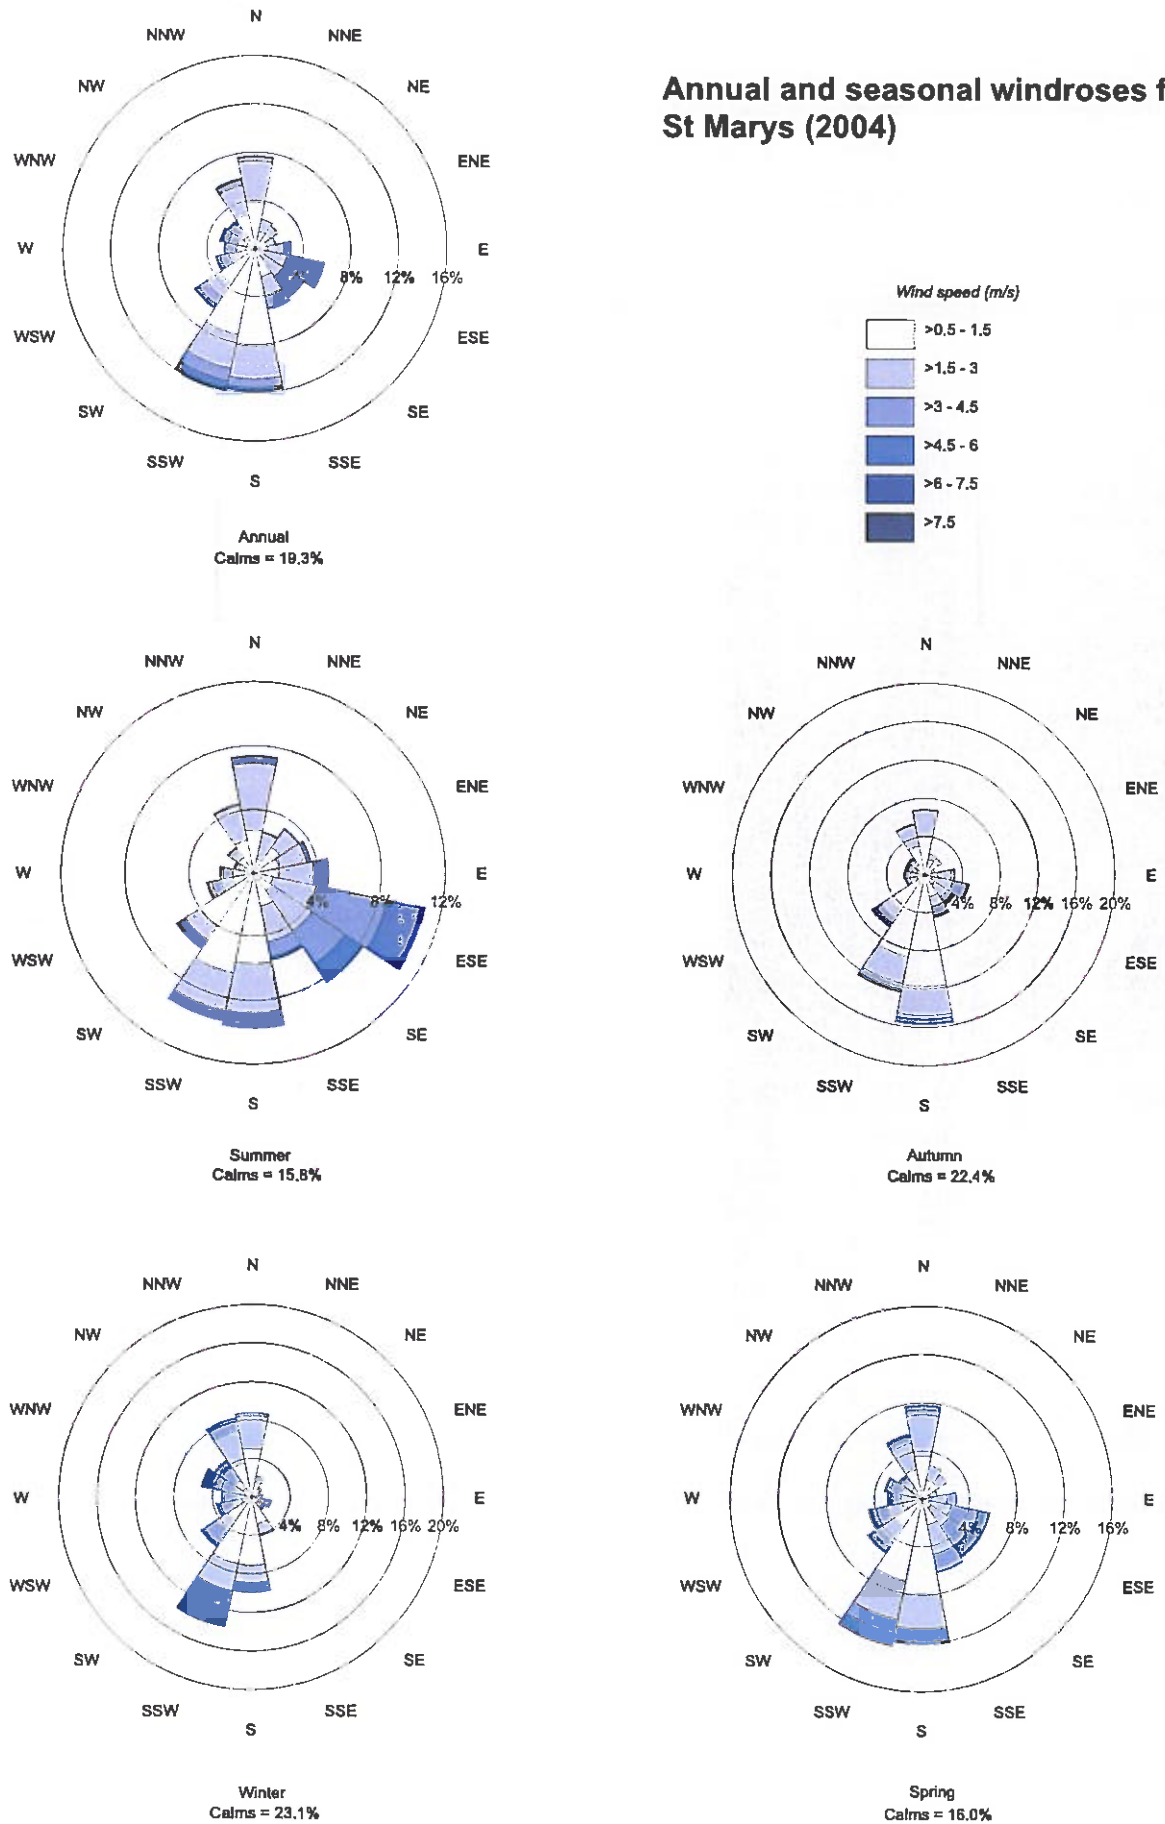 Annual and seasonal windroses f
St Marys (2004)
N
NNW NNE
NW NE
WNW ENE
W E
8% 12% 16%
WSW ESE
SW SE
SSW SSE
S
Annual
Calms = 19.3%
Wind speed (m/s)
>0.5 - 1.5
>1.5 - 3
>3 - 4.5
>4.5 - 6
>6 - 7.5
>7.5
N
NNW NNE
NW NE
WNW ENE
W E
4% 8% 12%
WSW ESE
SW SE
SSW SSE
S
Summer
Calms = 15.8%
N
NNW NNE
NW NE
WNW ENE
W E
4% 8% 12% 16% 20%
WSW ESE
SW SE
SSW SSE
S
Autumn
Calms = 22.4%
N
NNW NNE
NW NE
WNW ENE
W E
4% 8% 12% 16% 20%
WSW ESE
SW SE
SSW SSE
S
Winter
Calms = 23.1%
N
NNW NNE
NW NE
WNW ENE
W E
4% 8% 12% 16%
WSW ESE
SW SE
SSW SSE
S
Spring
Calms = 16.0%